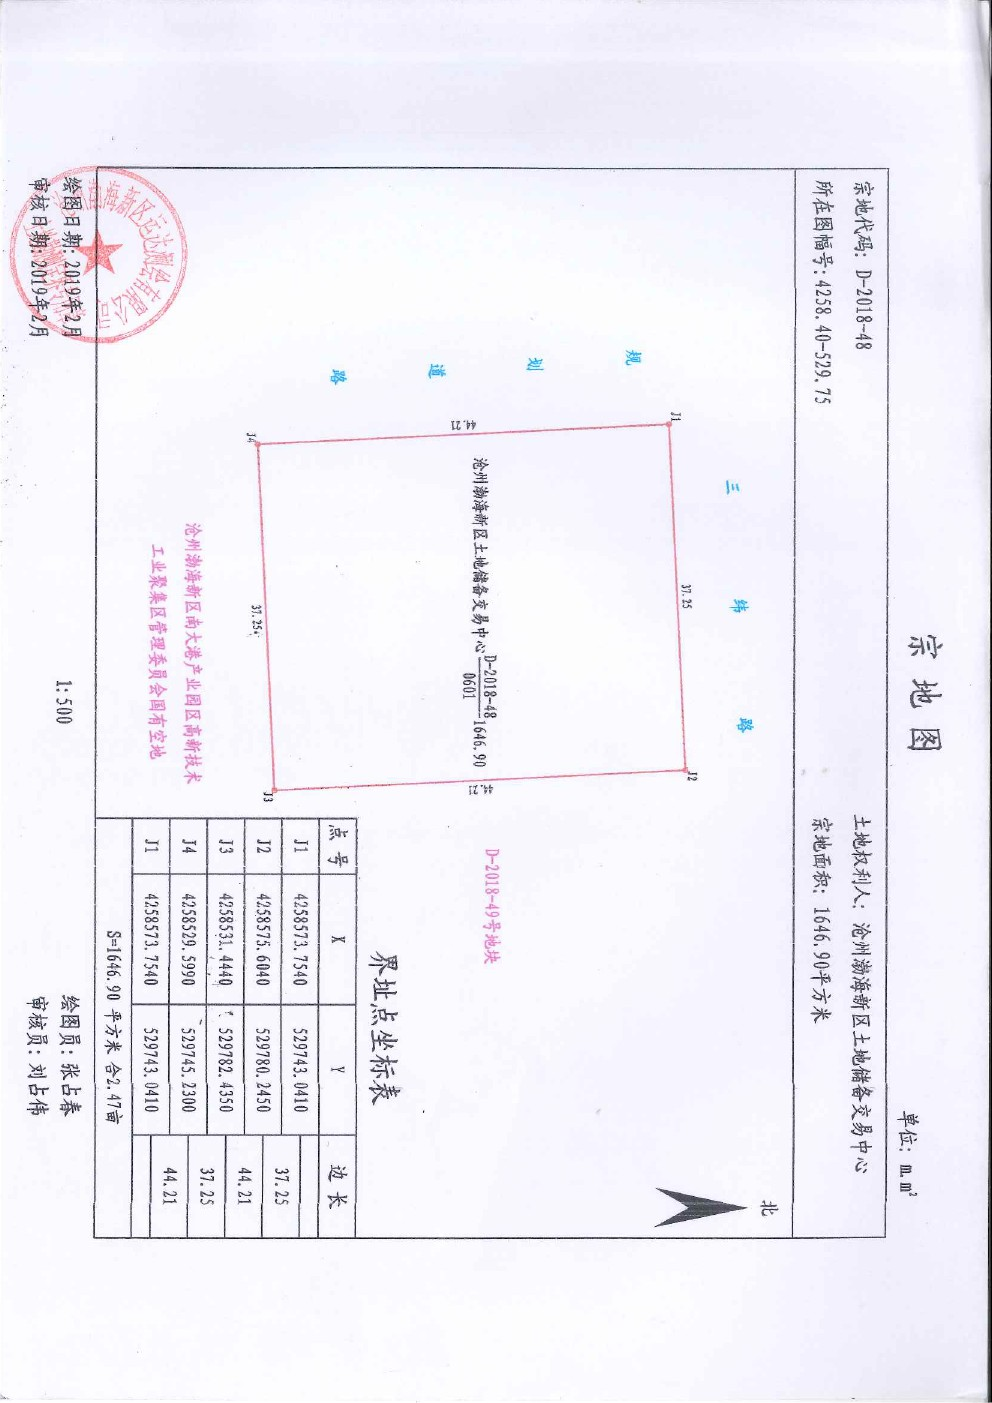 宗地图
单位：m.m²
宗地代码：D-2018-48
土地权利人：沧州渤海新区土地储备交易中心
所在图幅号：4258.40-529.75
宗地面积：1646.90平方米
北
三纬路
规划道路
J1
37.25
J2
44.21
44.21
沧州渤海新区土地储备交易中心 D-2018-48 1646.90
0601
D-2018-49号地块
J4
37.25
J3
沧州渤海新区南大港产业园区高新技术
工业聚集区管理委员会国有空地
界址点坐标表
点号 X Y 边长
J1 4258573.7540 529743.0410
37.25
J2 4258575.6040 529780.2450
44.21
J3 4258531.4440 529782.4350
37.25
J4 4258529.5990 529745.2300
44.21
J1 4258573.7540 529743.0410
S=1646.90 平方米 合2.47亩
绘图日期：2019年2月
1:500
绘图员：张占春
审核日期：2019年2月
审核员：刘占伟